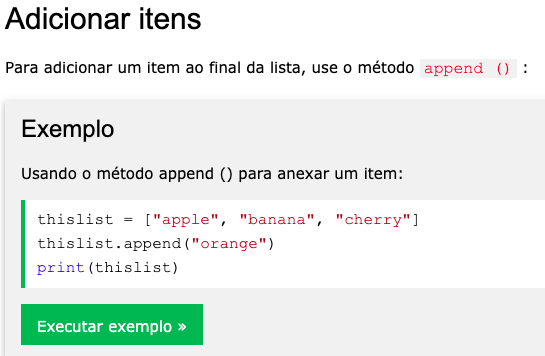 Adicionar itens
Para adicionar um item ao final da lista, use o método append () :
Exemplo
Usando o método append () para anexar um item:
thislist = ["apple", "banana", "cherry"]
thislist.append("orange")
print(thislist)
Executar exemplo »